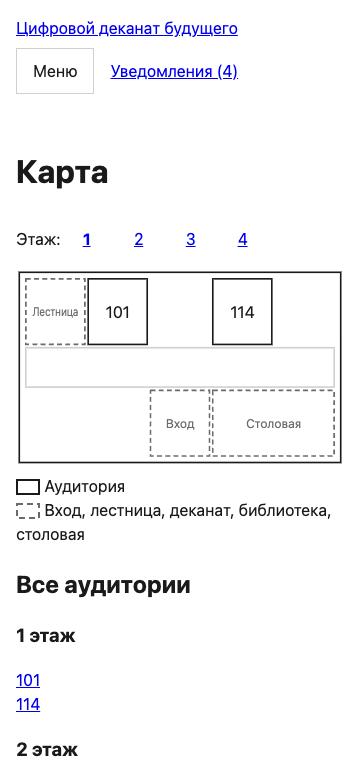 Цифровой деканат будущего
Меню Уведомления (4)
Карта
Этаж: 1 2 3 4
Лестница 101 114
Вход Столовая
Аудитория
Вход, лестница, деканат, библиотека,
столовая
Все аудитории
1 этаж
101
114
2 этаж